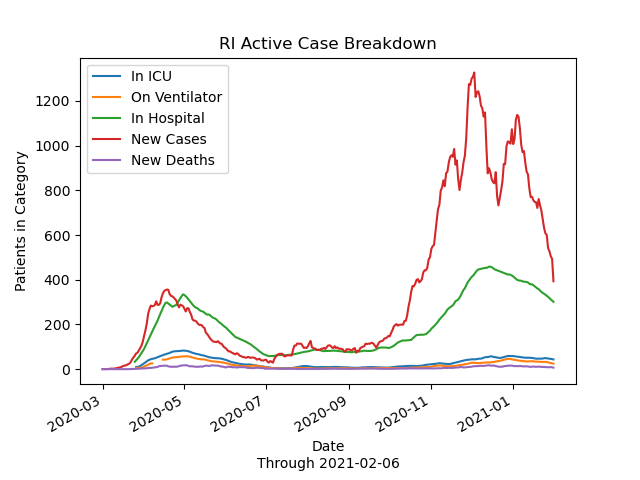 RI Active Case Breakdown
In ICU
On Ventilator
In Hospital
New Cases
New Deaths
Patients in Category
1200
1000
800
600
400
200
0
2020-03
2020-05
2020-07
2020-09
2020-11
2021-01
Date
Through 2021-02-06